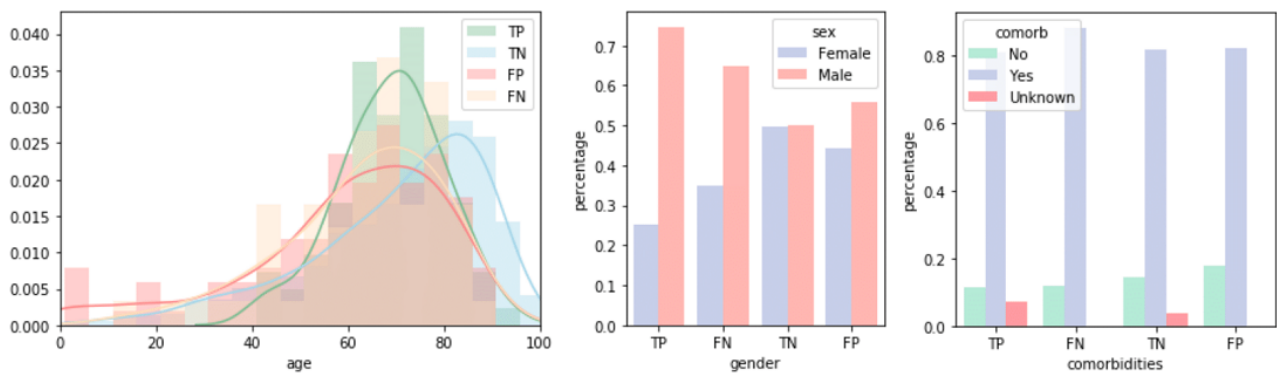 0.040
0.035
0.030
0.025
0.020
0.015
0.010
0.005
0.000
0 20 40 60 80 100
age
TP
TN
FP
FN
percentage
0.7
0.6
0.5
0.4
0.3
0.2
0.1
0.0
TP FN TN FP
gender
sex
Female
Male
percentage
0.8
0.6
0.4
0.2
0.0
TP FN TN FP
comorbidities
comorb
No
Yes
Unknown